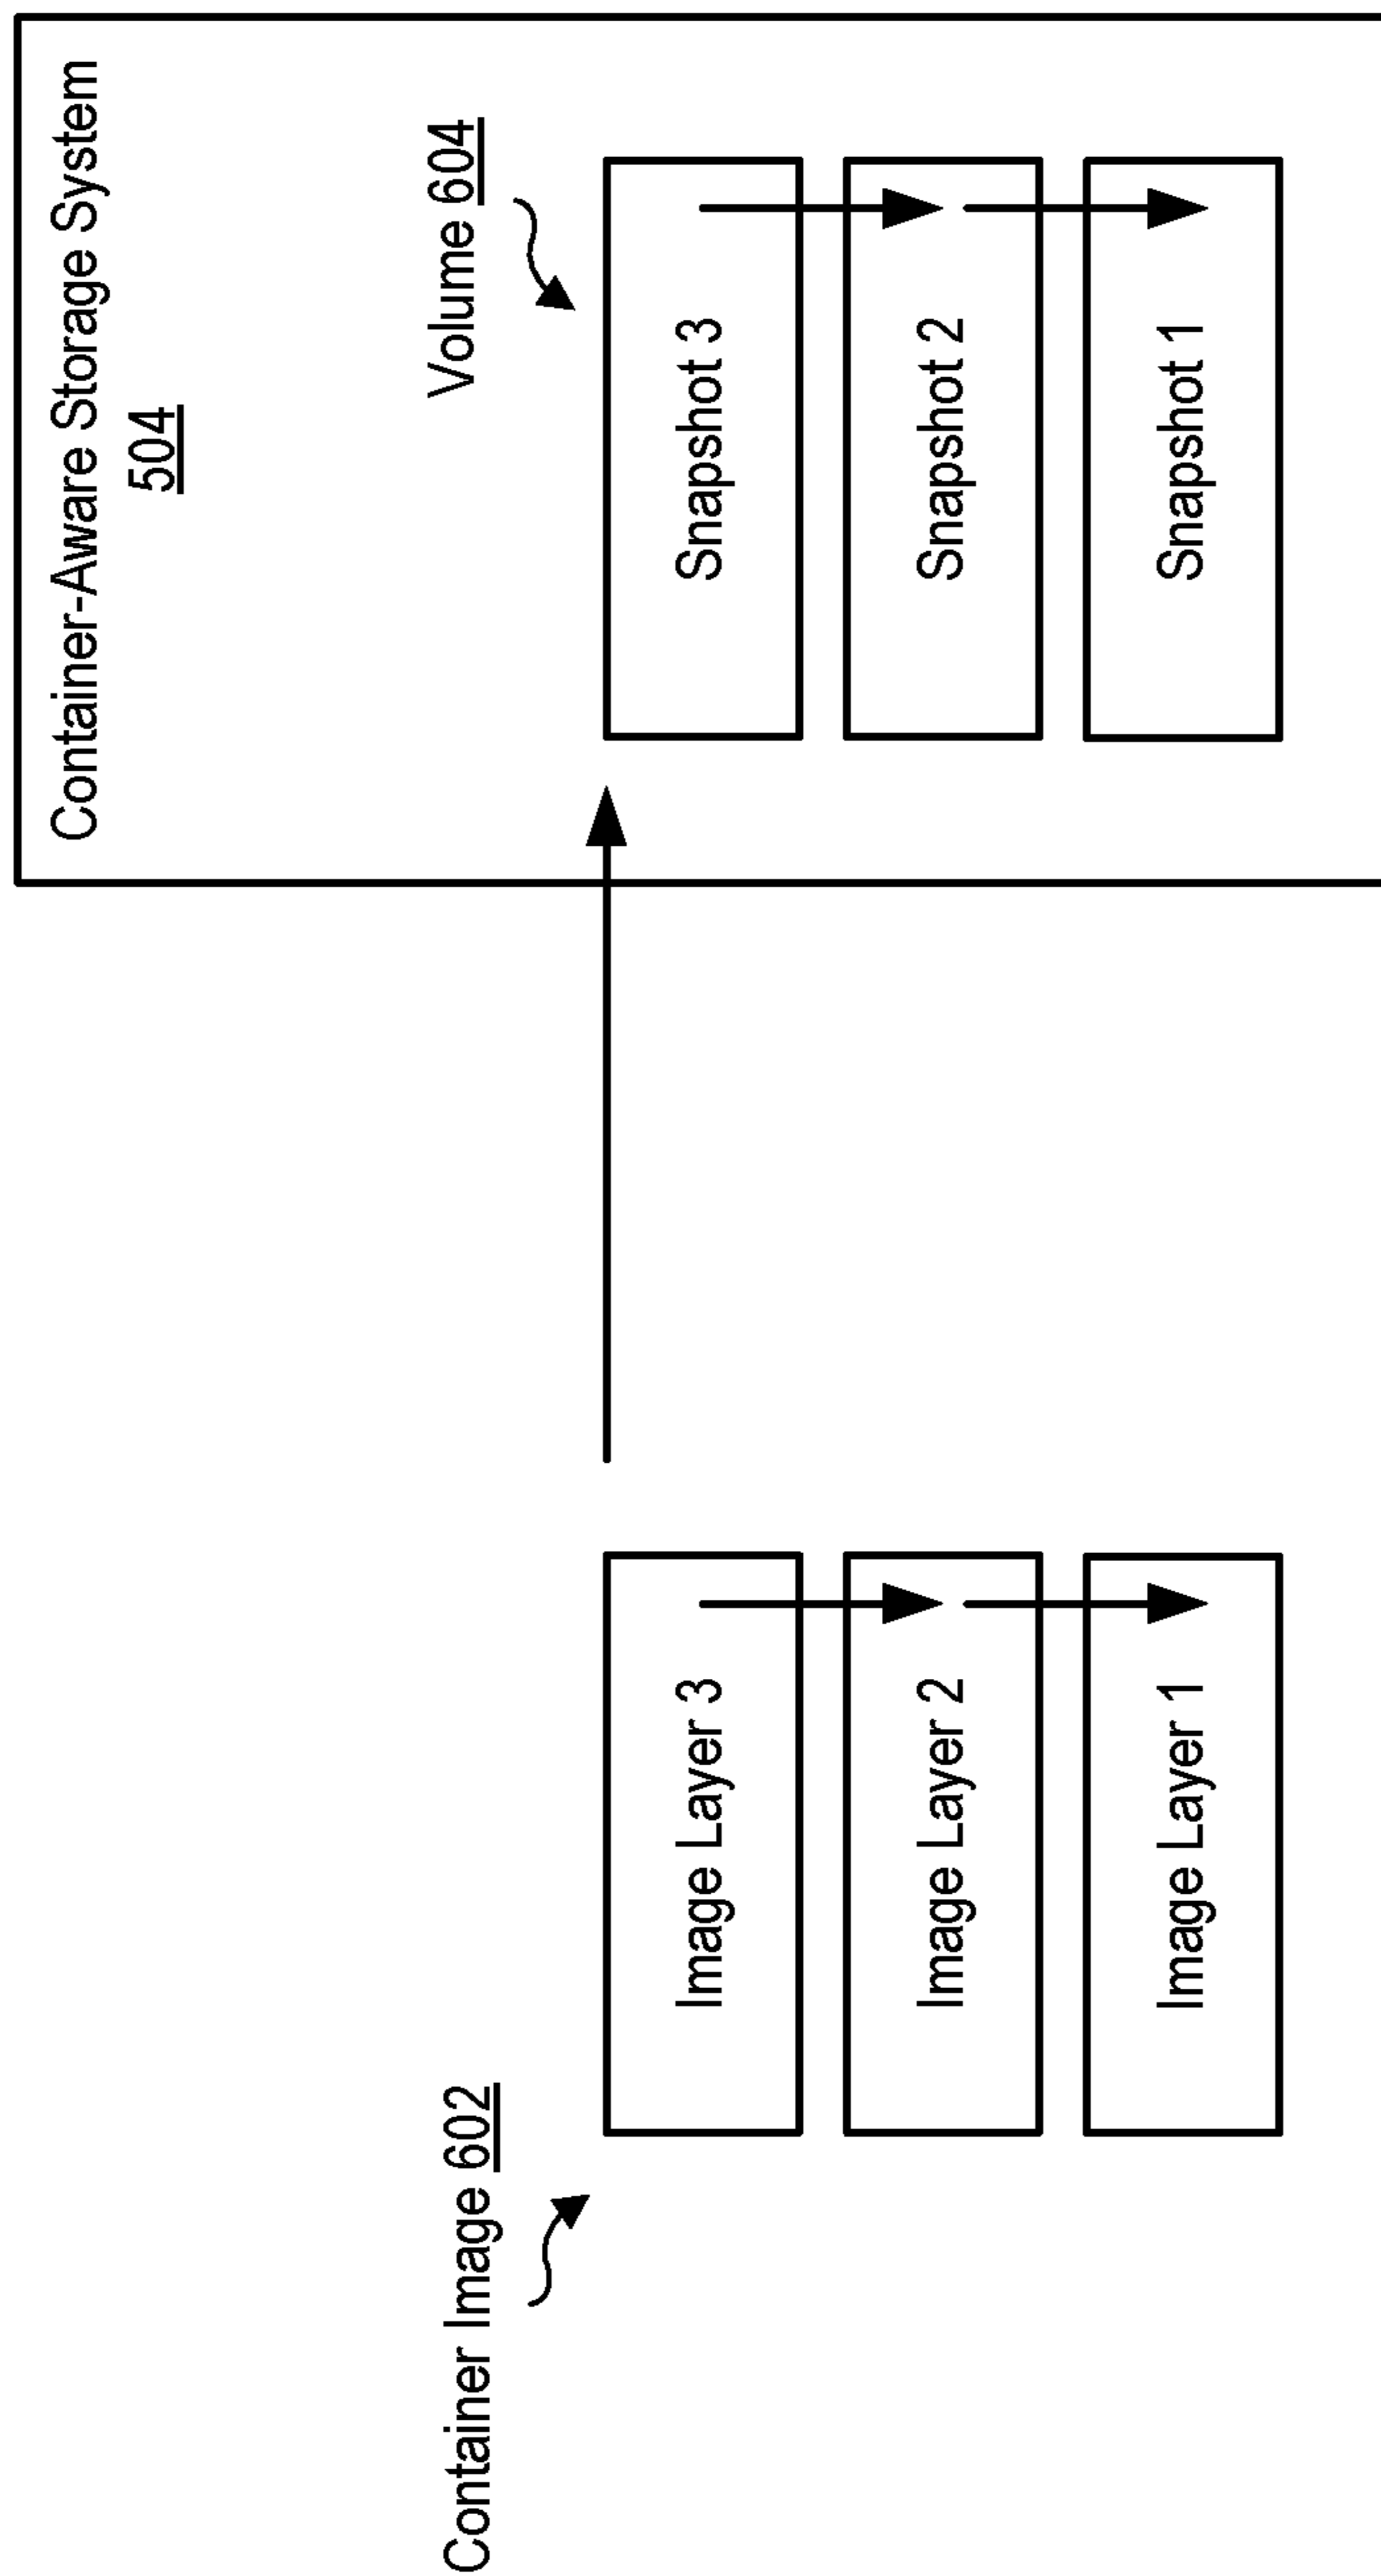 Container-Aware Storage System
504
Container Image 602
Volume 604
Image Layer 3
Snapshot 3
Image Layer 2
Snapshot 2
Image Layer 1
Snapshot 1